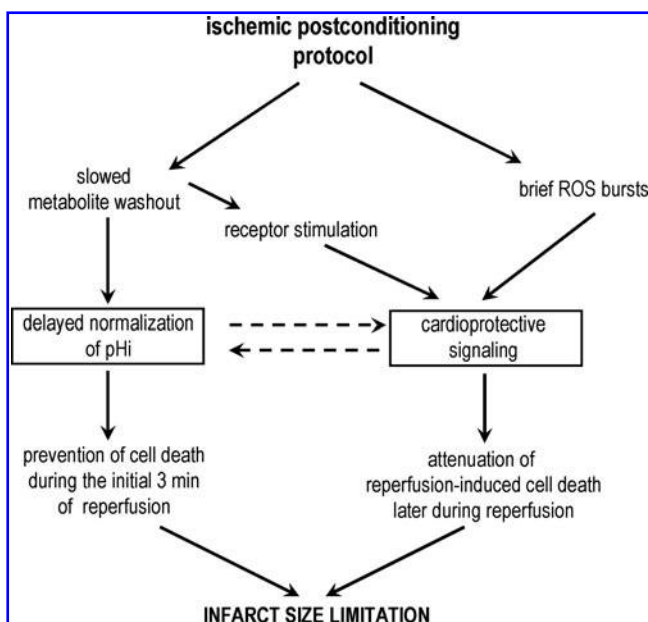 ischemic postconditioning
protocol
slowed
metabolite washout
brief ROS bursts
receptor stimulation
delayed normalization
of pHi
cardioprotective
signaling
prevention of cell death
during the initial 3 min
of reperfusion
attenuation of
reperfusion-induced cell death
later during reperfusion
INFARCT SIZE LIMITATION